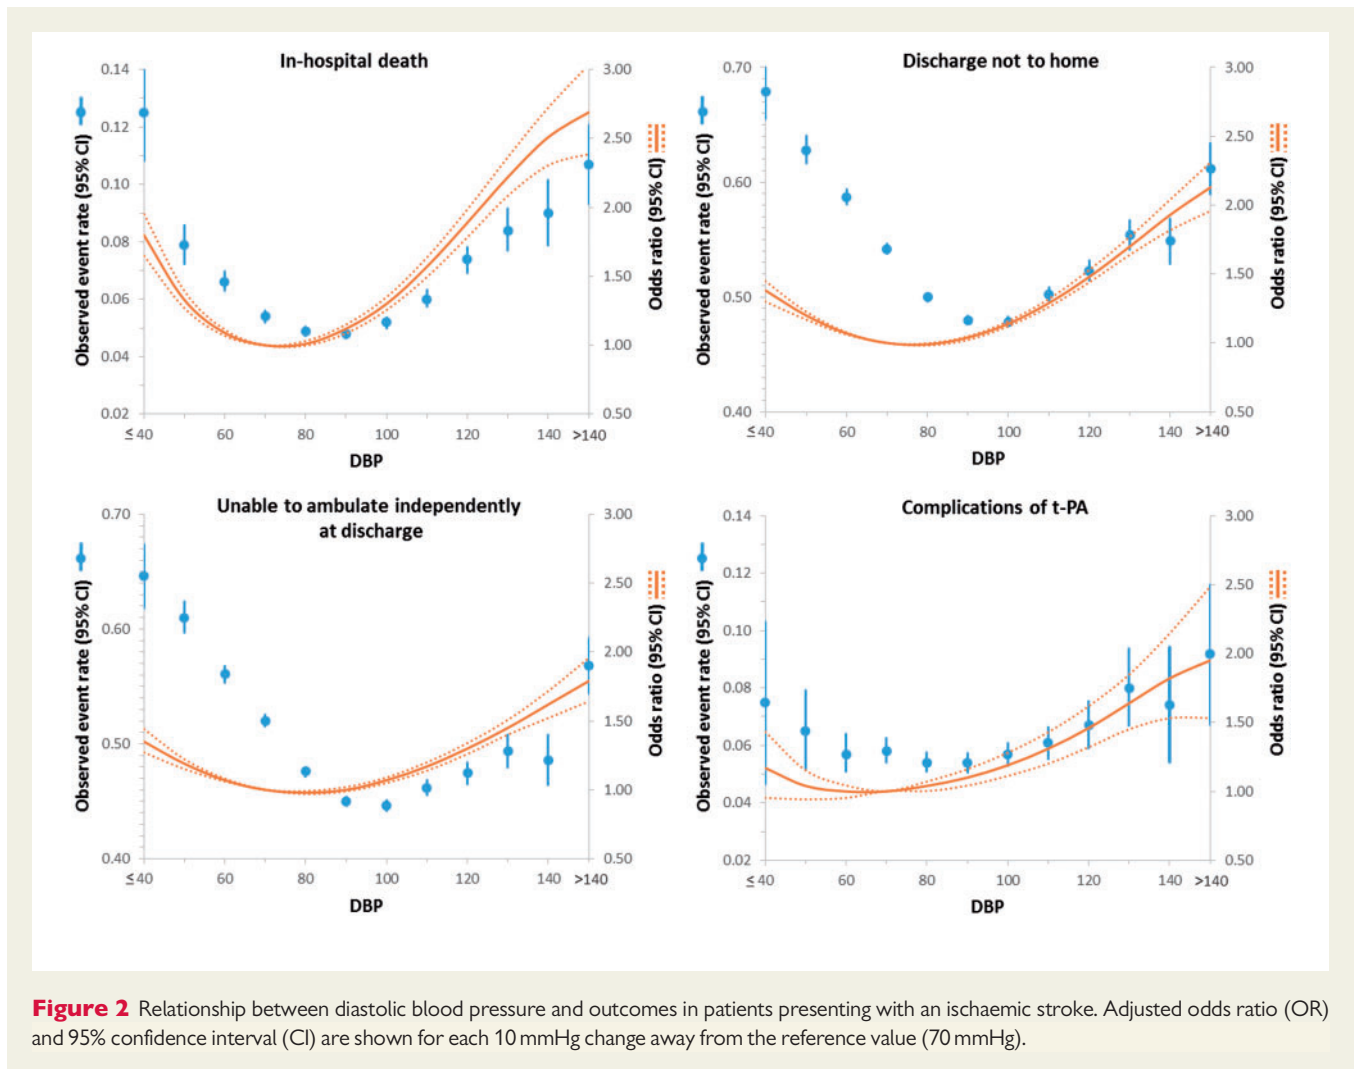 In-hospital death
Observed event rate (95% CI)
0.14
0.12
0.10
0.08
0.06
0.04
0.02
3.00
2.50
2.00
1.50
1.00
0.50
Odds ratio (95% CI)
≤40 60 80 100 120 140 >140
DBP
Discharge not to home
Observed event rate (95% CI)
0.70
0.60
0.50
0.40
3.00
2.50
2.00
1.50
1.00
0.50
Odds ratio (95% CI)
≤40 60 80 100 120 140 >140
DBP
Unable to ambulate independently
at discharge
Observed event rate (95% CI)
0.70
0.60
0.50
0.40
3.00
2.50
2.00
1.50
1.00
0.50
Odds ratio (95% CI)
≤40 60 80 100 120 140 >140
DBP
Complications of t-PA
Observed event rate (95% CI)
0.14
0.12
0.10
0.08
0.06
0.04
0.02
3.00
2.50
2.00
1.50
1.00
0.50
Odds ratio (95% CI)
≤40 60 80 100 120 140 >140
DBP
Figure 2 Relationship between diastolic blood pressure and outcomes in patients presenting with an ischaemic stroke. Adjusted odds ratio (OR)
and 95% confidence interval (CI) are shown for each 10 mmHg change away from the reference value (70 mmHg).